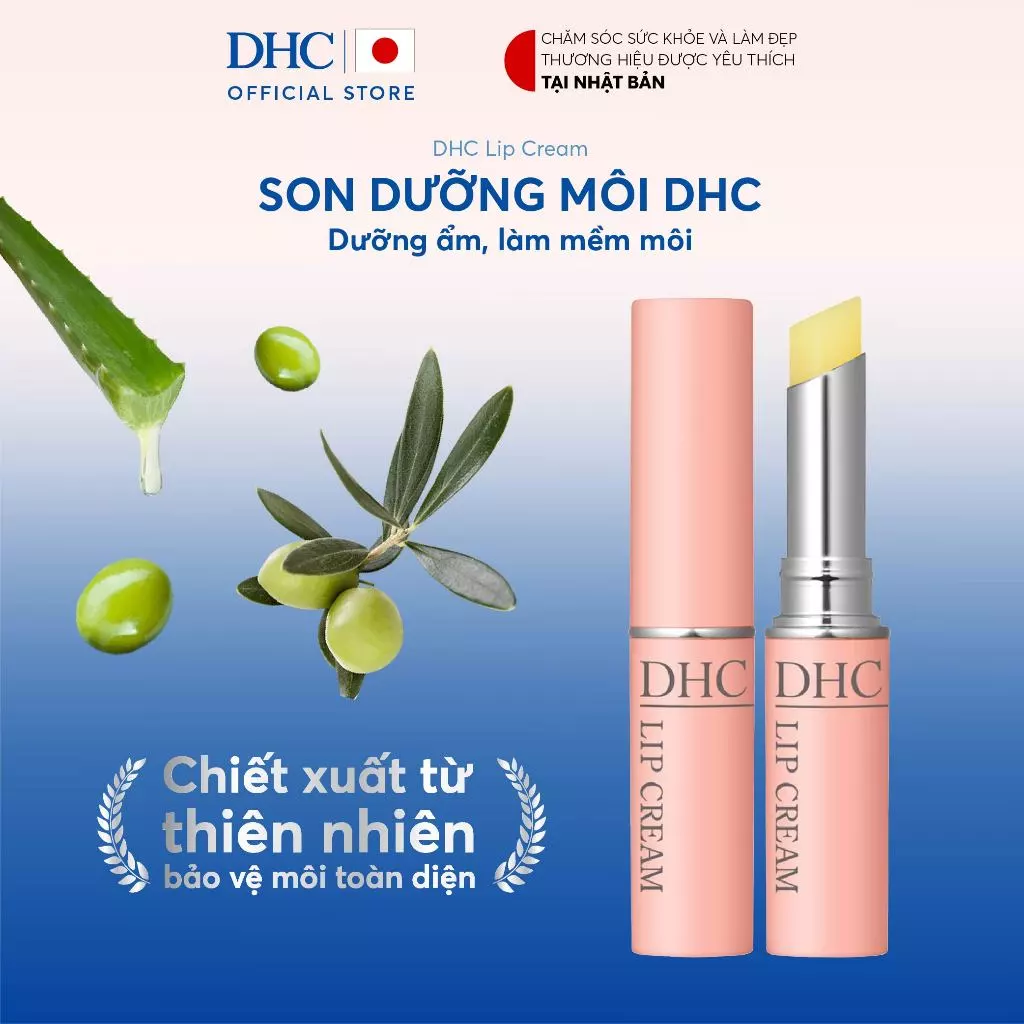 DHC
OFFICIAL STORE
CHĂM SÓC SỨC KHỎE VÀ LÀM ĐẸP
THƯƠNG HIỆU ĐƯỢC YÊU THÍCH
TẠI NHẬT BẢN
DHC Lip Cream
SON DƯỠNG MÔI DHC
Dưỡng ẩm, làm mềm môi
Chiết xuất từ
thiên nhiên
bảo vệ môi toàn diện
DHC
LIP CREAM
DHC
LIP CREAM